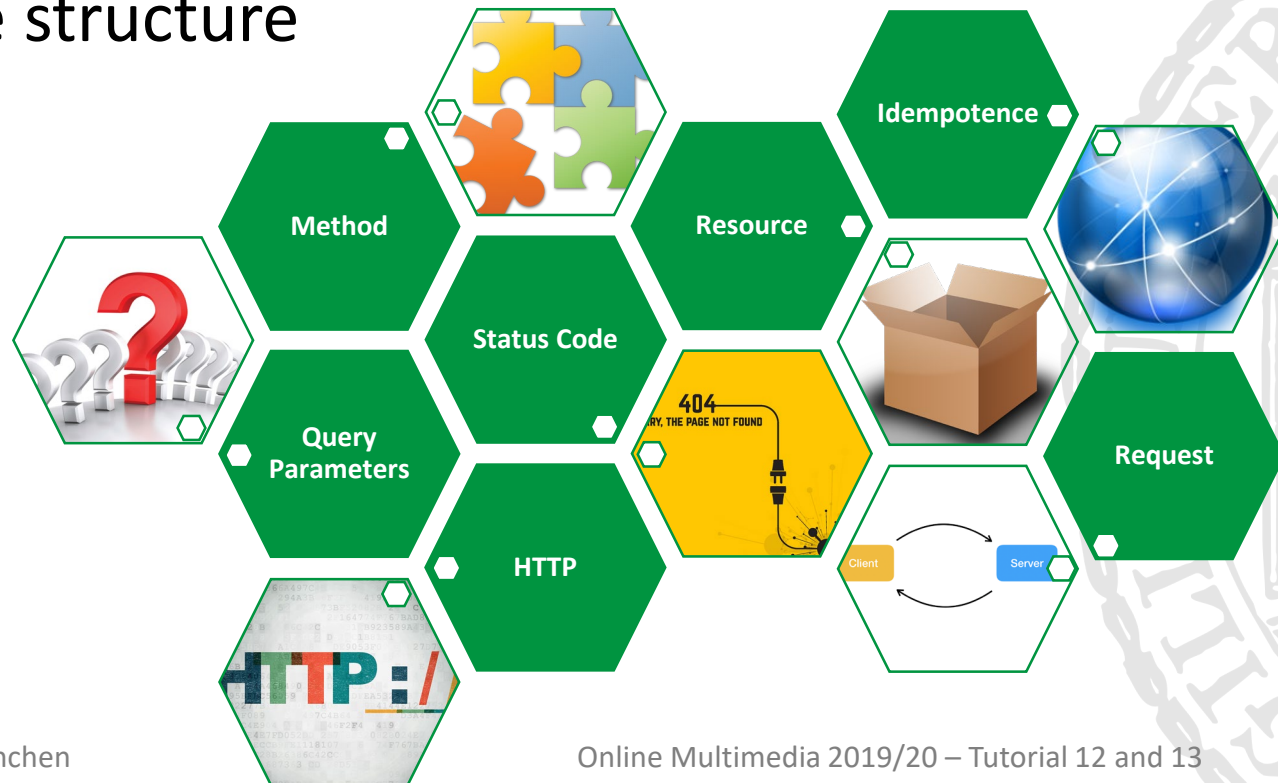 structure
Idempotence
Method
Resource
Status Code
404
RY, THE PAGE NOT FOUND
Query
Parameters
Request
HTTP
Client
Server
HTTP:/
nchen
Online Multimedia 2019/20 – Tutorial 12 and 13